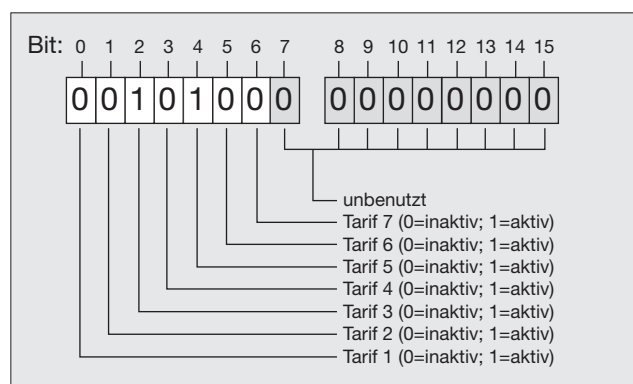 Bit: 0 1 2 3 4 5 6 7 8 9 10 11 12 13 14 15
0 0 1 0 1 0 0 0 0 0 0 0 0 0 0 0
unbenutzt
Tarif 7 (0=inaktiv; 1=aktiv)
Tarif 6 (0=inaktiv; 1=aktiv)
Tarif 5 (0=inaktiv; 1=aktiv)
Tarif 4 (0=inaktiv; 1=aktiv)
Tarif 3 (0=inaktiv; 1=aktiv)
Tarif 2 (0=inaktiv; 1=aktiv)
Tarif 1 (0=inaktiv; 1=aktiv)